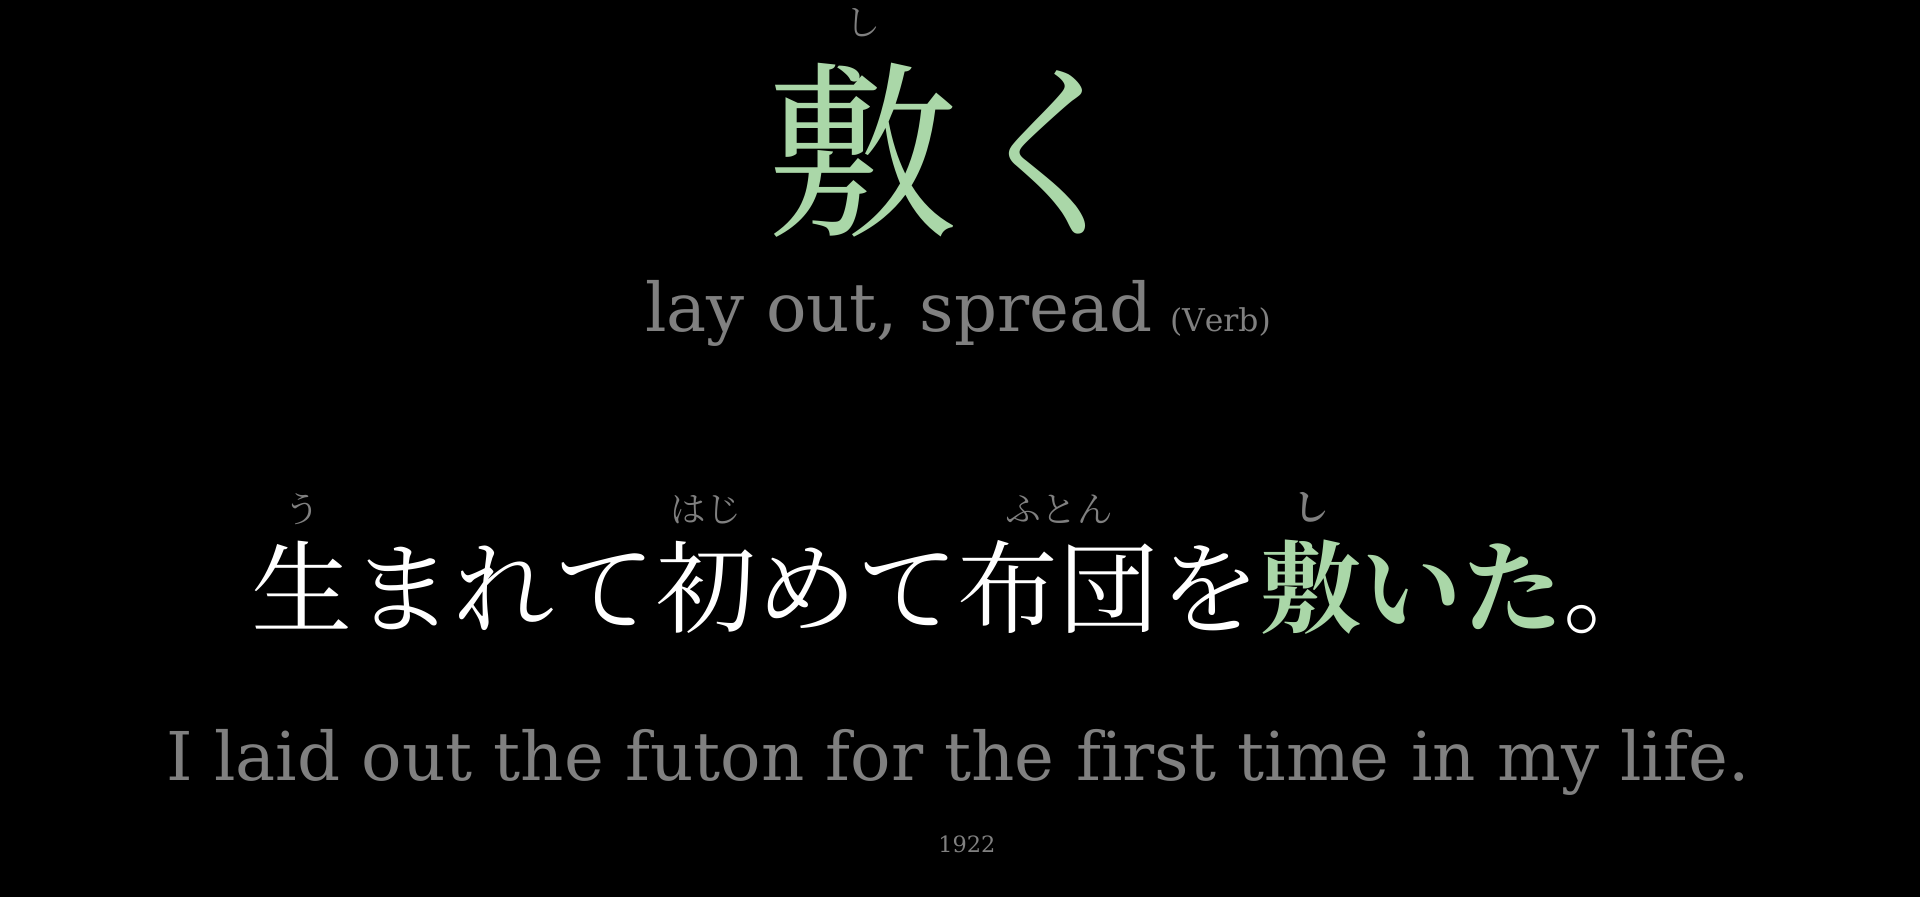 し
敷く
lay out, spread (Verb)
う はじ ふとん し
生まれて初めて布団を敷いた。
I laid out the futon for the first time in my life.
1922